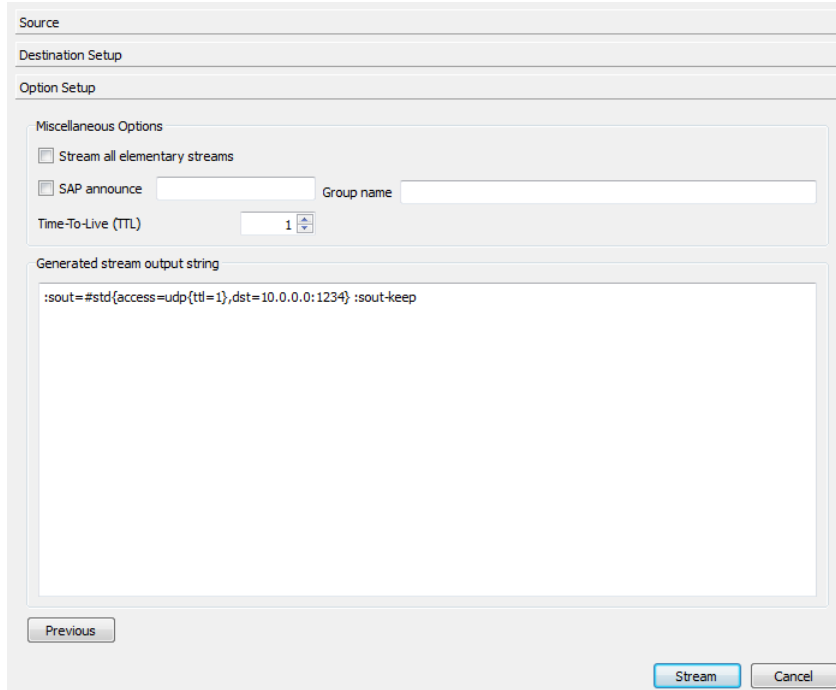 Source
Destination Setup
Option Setup
Miscellaneous Options
Stream all elementary streams
SAP announce Group name
Time-To-Live (TTL) 1
Generated stream output string
:sout=#std{access=udp{ttl=1},dst=10.0.0.0:1234} :sout-keep
Previous
Stream Cancel